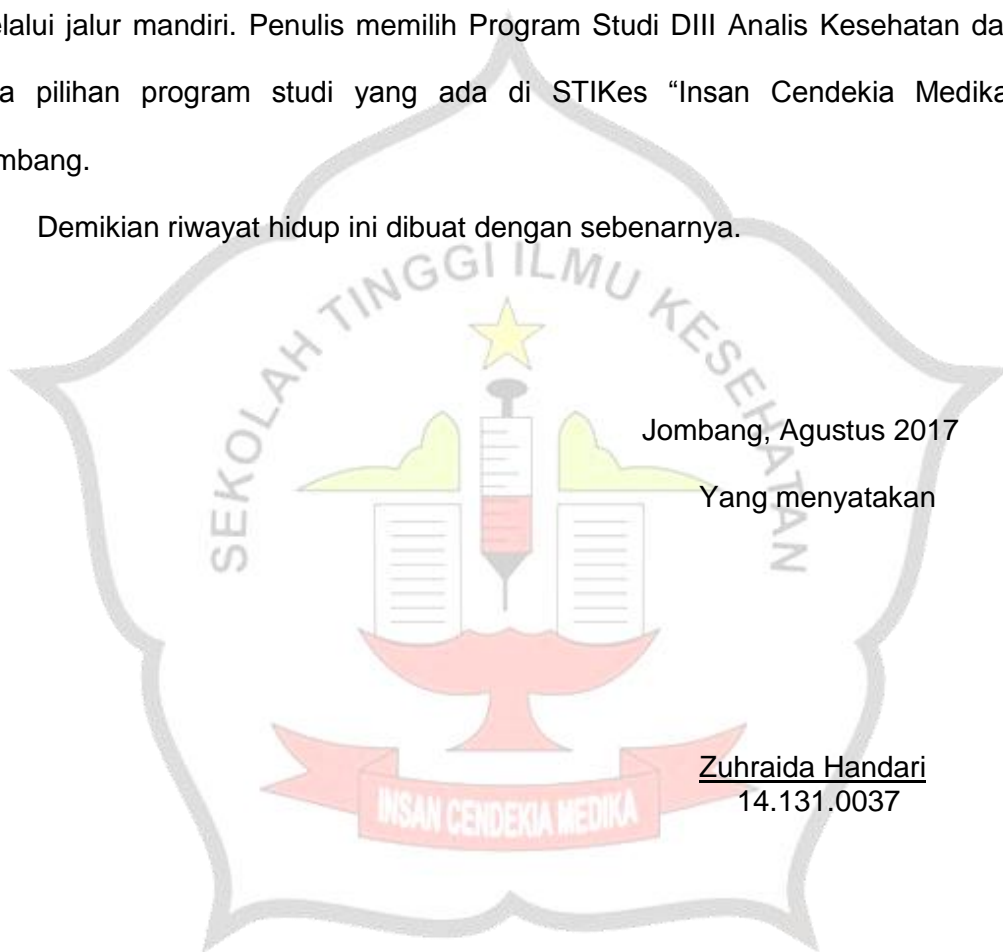 elalui jalur mandiri. Penulis memilih Program Studi DIII Analis Kesehatan da
a pilihan program studi yang ada di STIKes “Insan Cendekia Medika
mbang.
Demikian riwayat hidup ini dibuat dengan sebenarnya.
SEKOLAH TINGGI ILMU KESEHATAN
Jombang, Agustus 2017
Yang menyatakan
Zuhraida Handari
14.131.0037
INSAN CENDEKIA MEDIKA